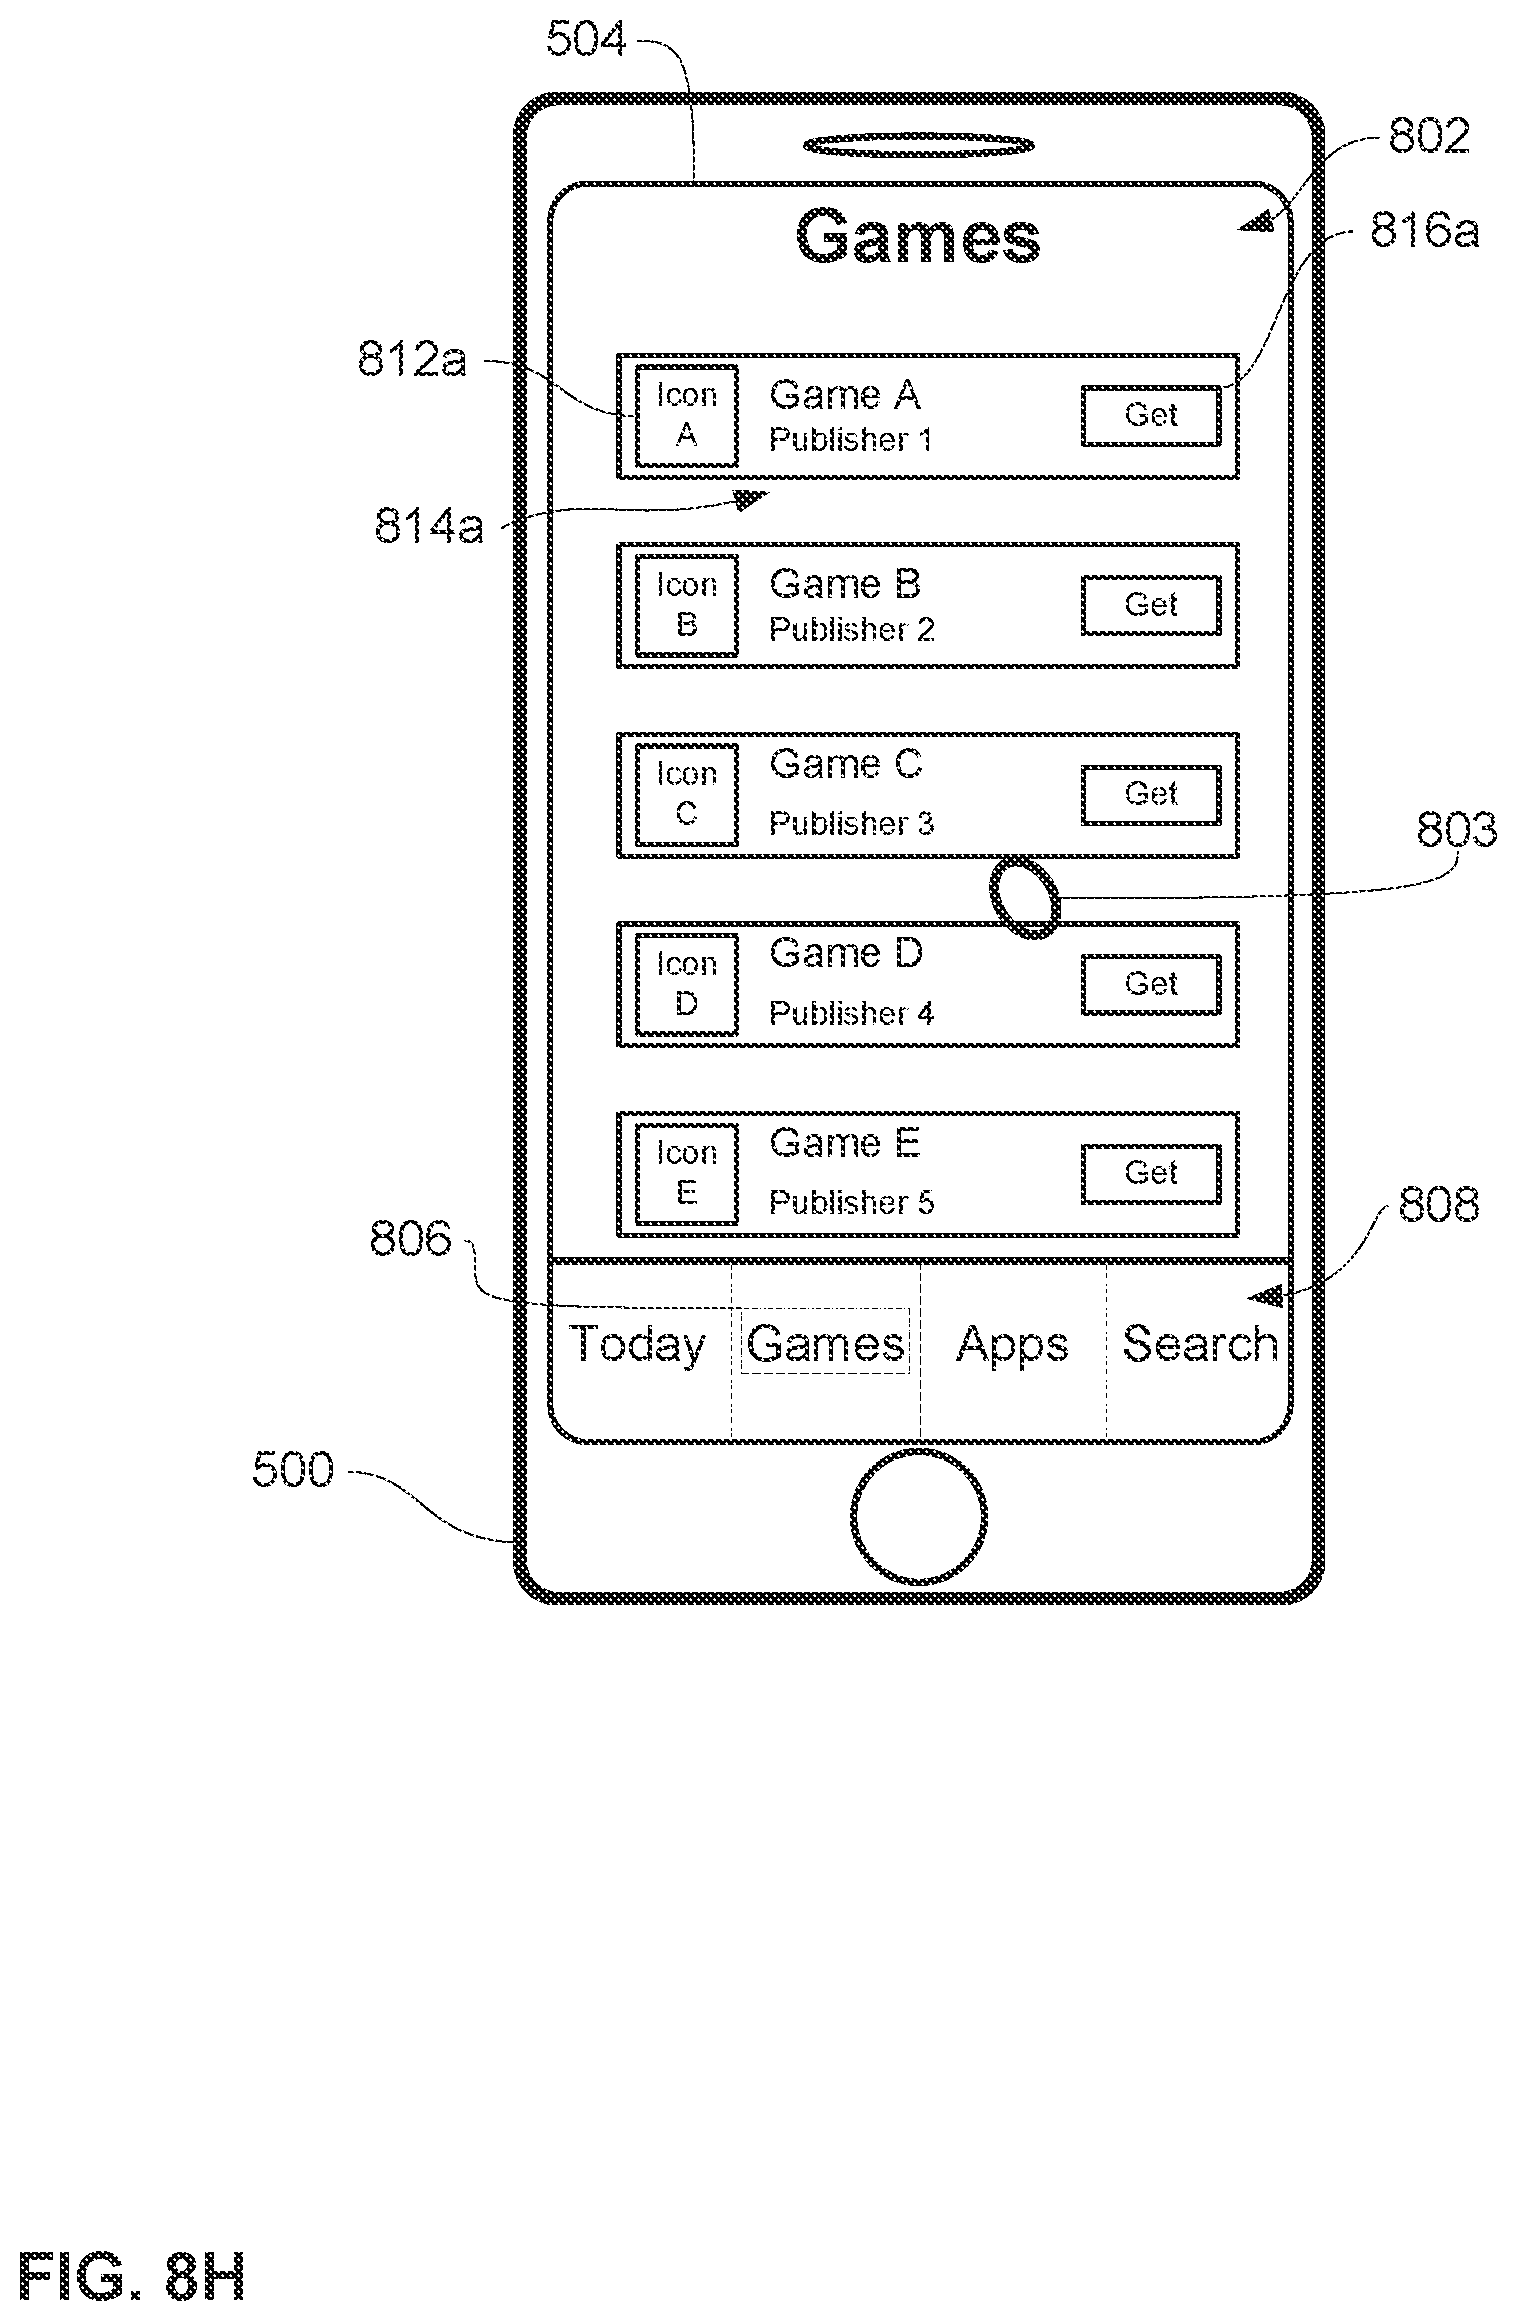 504
802
Games
816a
812a
Icon
A
Game A
Publisher 1
Get
814a
Icon
B
Game B
Publisher 2
Get
Icon
C
Game C
Publisher 3
Get
803
Icon
D
Game D
Publisher 4
Get
Icon
E
Game E
Publisher 5
Get
808
806
Today Games Apps Search
500
FIG. 8H